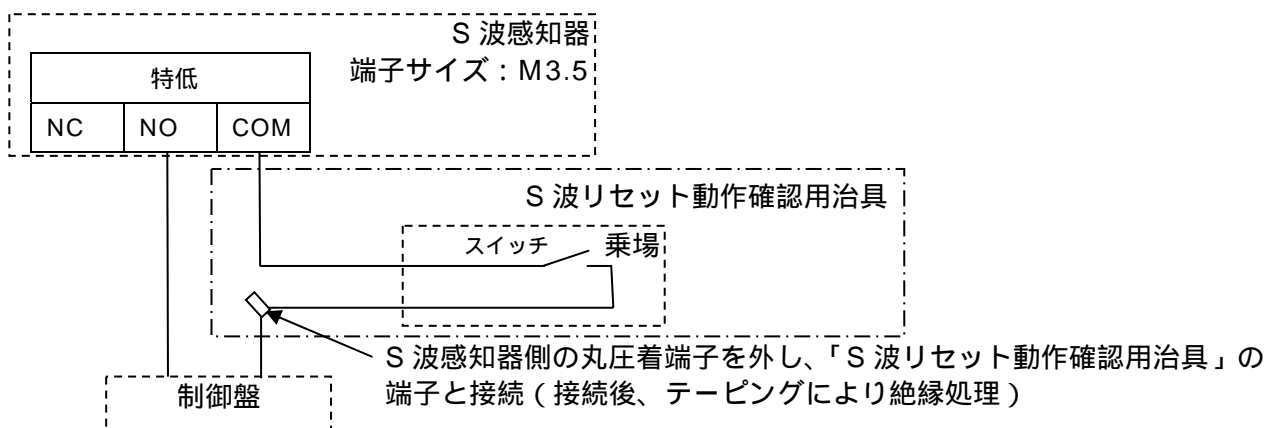 S 波感知器
端子サイズ：M3.5
特低
NC NO COM
S 波リセット動作確認用治具
スイッチ 乗場
S 波感知器側の丸圧着端子を外し、「S 波リセット動作確認用治具」の
端子と接続（接続後、テーピングにより絶縁処理）
制御盤